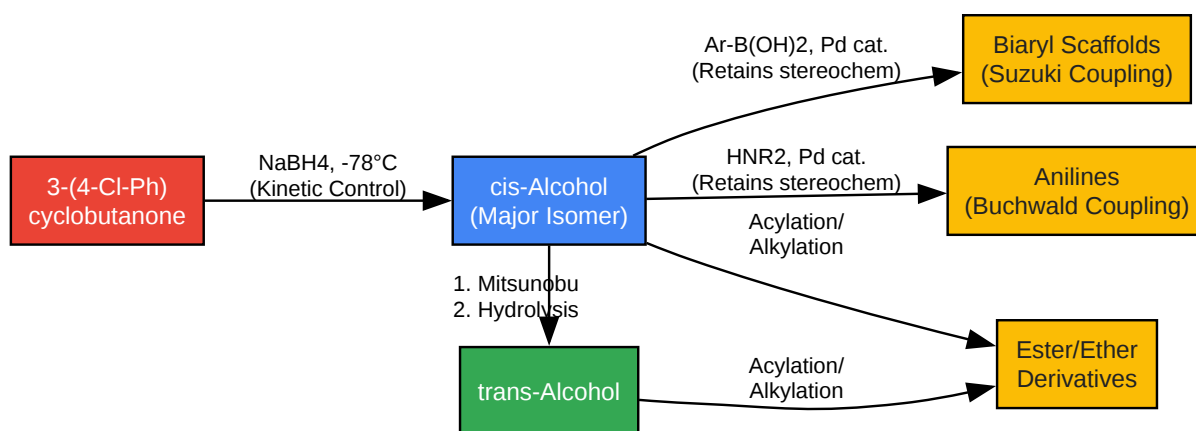 3-(4-Cl-Ph)
cyclobutanone
NaBH4, -78°C
(Kinetic Control)
cis-Alcohol
(Major Isomer)
Ar-B(OH)2, Pd cat.
(Retains stereochem)
Biaryl Scaffolds
(Suzuki Coupling)
HNR2, Pd cat.
(Retains stereochem)
Anilines
(Buchwald Coupling)
Acylation/
Alkylation
1. Mitsunobu
2. Hydrolysis
trans-Alcohol
Acylation/
Alkylation
Ester/Ether
Derivatives